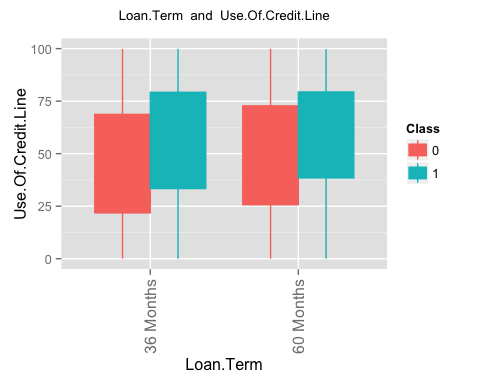 Loan.Term  and  Use.Of.Credit.Line
Use.Of.Credit.Line
100
75
50
25
0
36 Months
60 Months
Loan.Term
Class
0
1